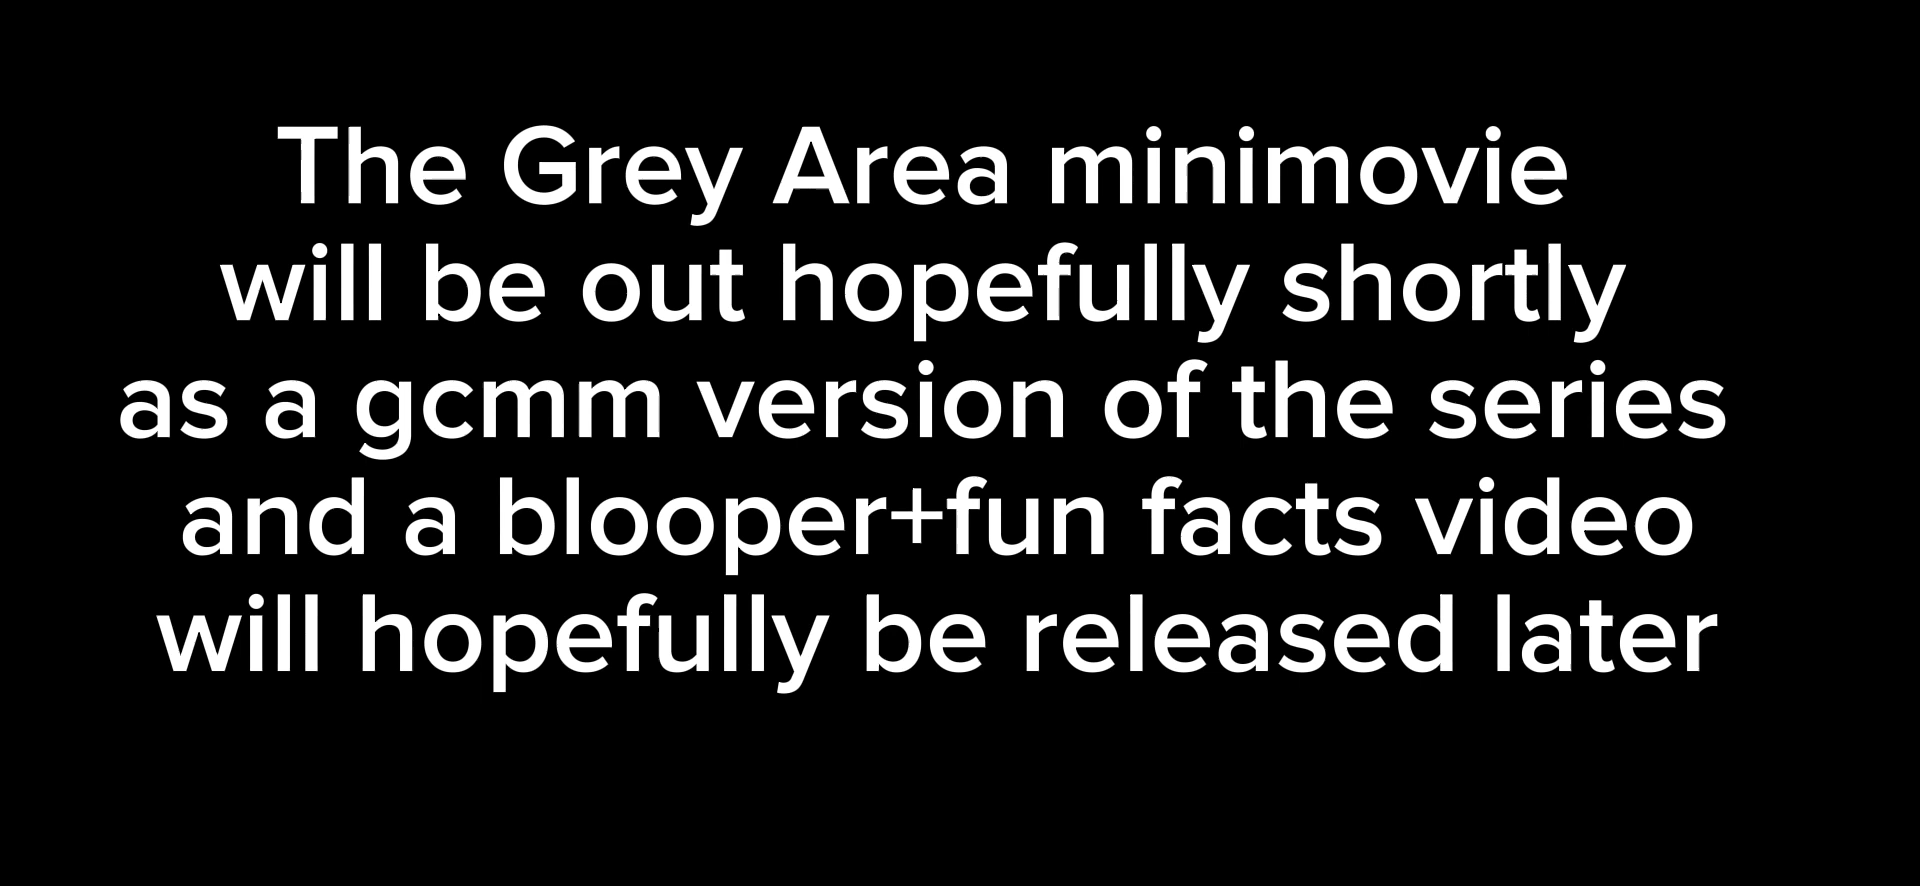 The Grey Area minimovie
will be out hopefully shortly
as a gcmm version of the series
and a blooper+fun facts video
will hopefully be released later